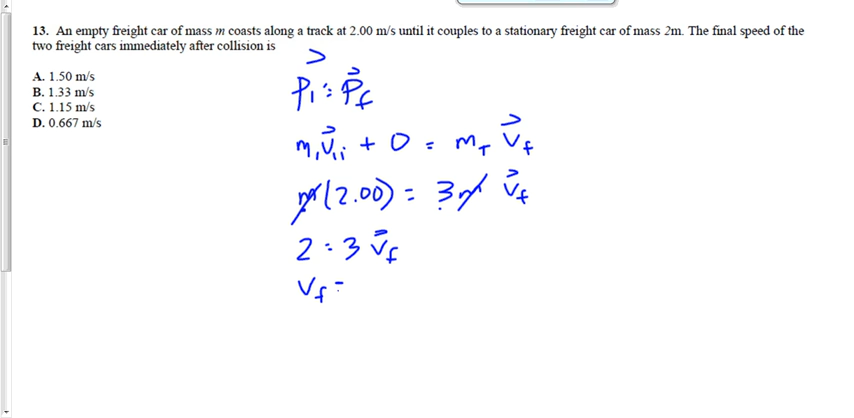 13. An empty freight car of mass m coasts along a track at 2.00 m/s until it couples to a stationary freight car of mass 2m. The final speed of the
two freight cars immediately after collision is
A. 1.50 m/s
B. 1.33 m/s
C. 1.15 m/s
D. 0.667 m/s
P⃗i = P⃗f
m₁v⃗₁i + 0 = mT v⃗f
m(2.00) = 3m v⃗f
2 = 3 v⃗f
vf =